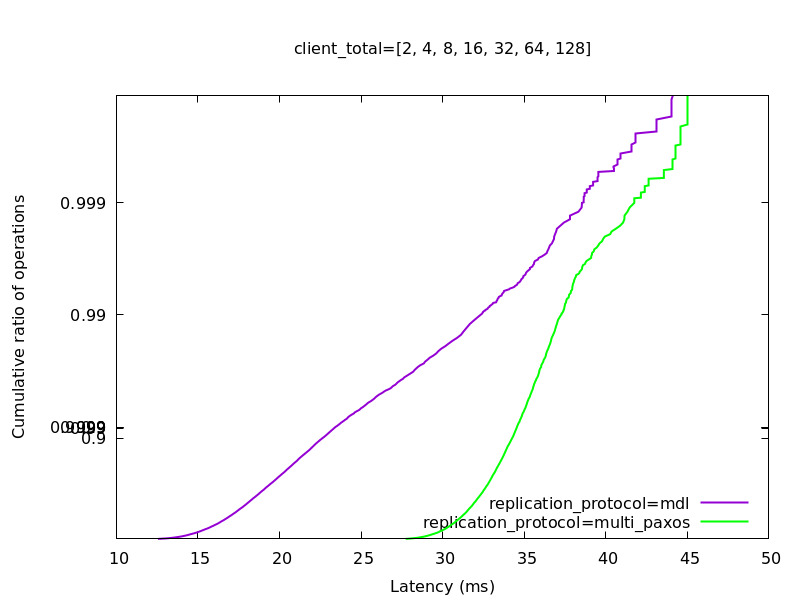 client_total=[2, 4, 8, 16, 32, 64, 128]
Cumulative ratio of operations
0.999
0.99
0.9
replication_protocol=mdl
replication_protocol=multi_paxos
10 15 20 25 30 35 40 45 50
Latency (ms)